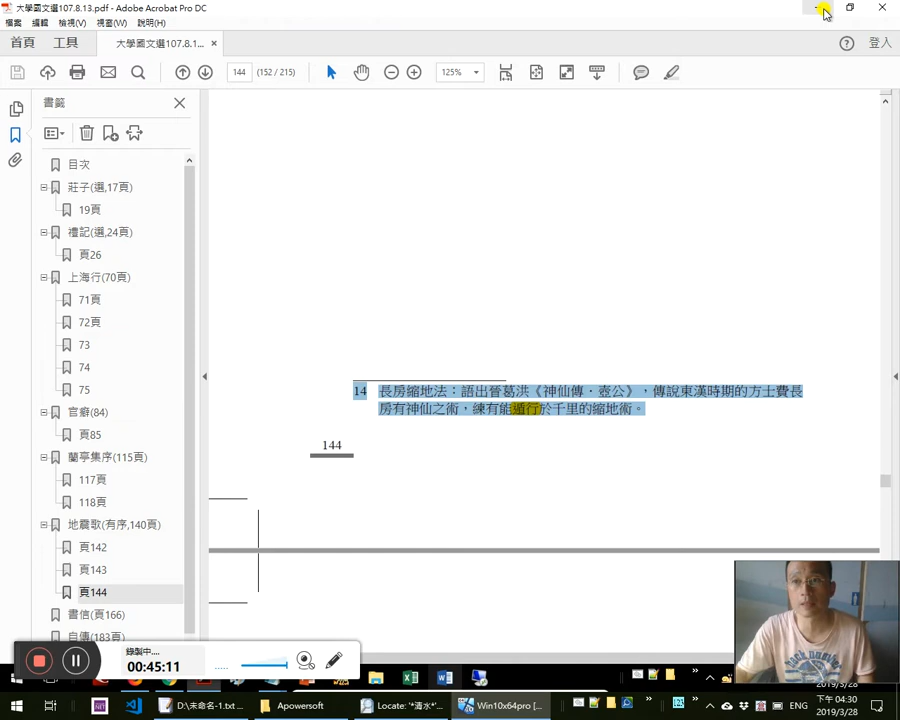 大學國文選107.8.13.pdf - Adobe Acrobat Pro DC
檔案 編輯 檢視(V) 視窗(W) 說明(H)
首頁 工具 大學國文選107.8.1... × 登入
144 (152 / 215) 125%
書籤
目次
莊子(選,17頁)
19頁
禮記(選,24頁)
頁26
上海行(70頁)
71頁
72頁
73
74
75
官癖(84)
頁85
蘭亭集序(115頁)
117頁
118頁
地震歌(有序,140頁)
頁142
頁143
頁144
書信(頁166)
自傳(183頁)
14 長房縮地法：語出晉葛洪《神仙傳．壺公》，傳說東漢時期的方士費長
房有神仙之術，練有能遁行於千里的縮地術。
144
錄製中....
00:45:11
2019/3/28
D:\未命名-1.txt ...
Apowersoft
Locate: '*清水*...
Win10x64pro [...
ENG
下午 04:30
2019/3/28